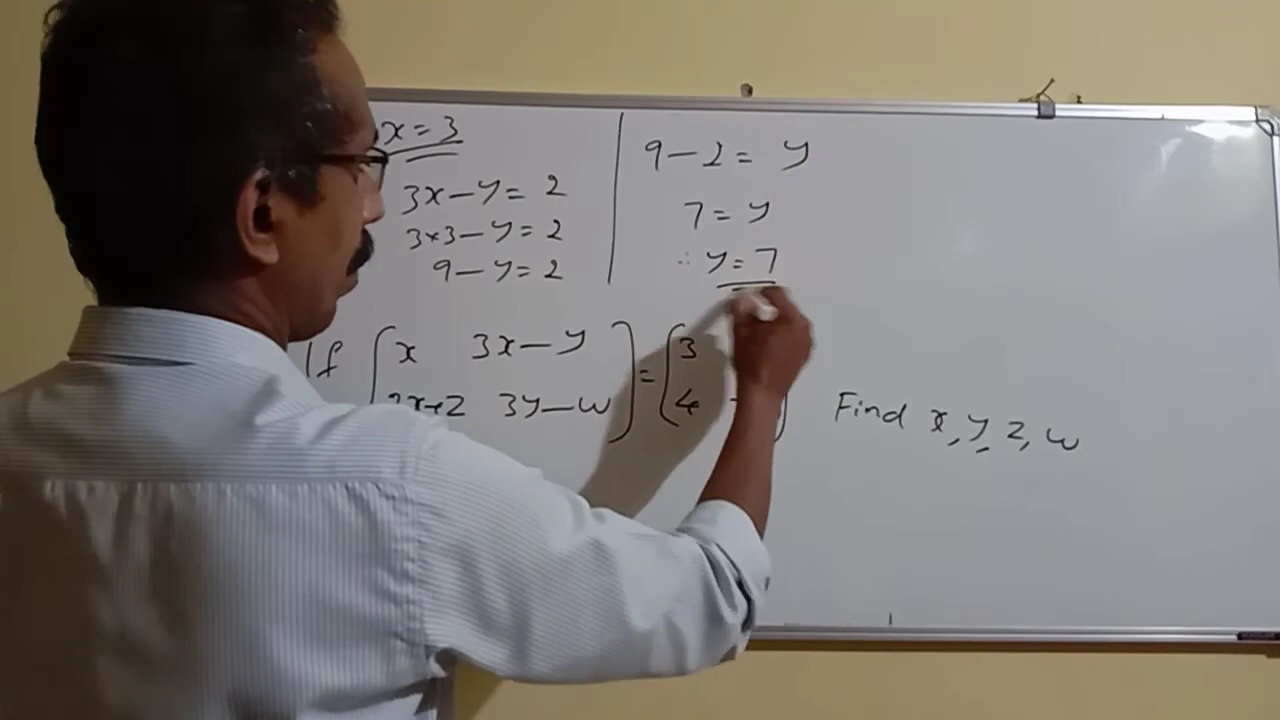 x = 3
3x - y = 2
3×3 - y = 2
9 - y = 2
9 - 2 = y
7 = y
∴ y = 7
If [x 3x - y
3y - w] = [3
4
Find x, y, z, w